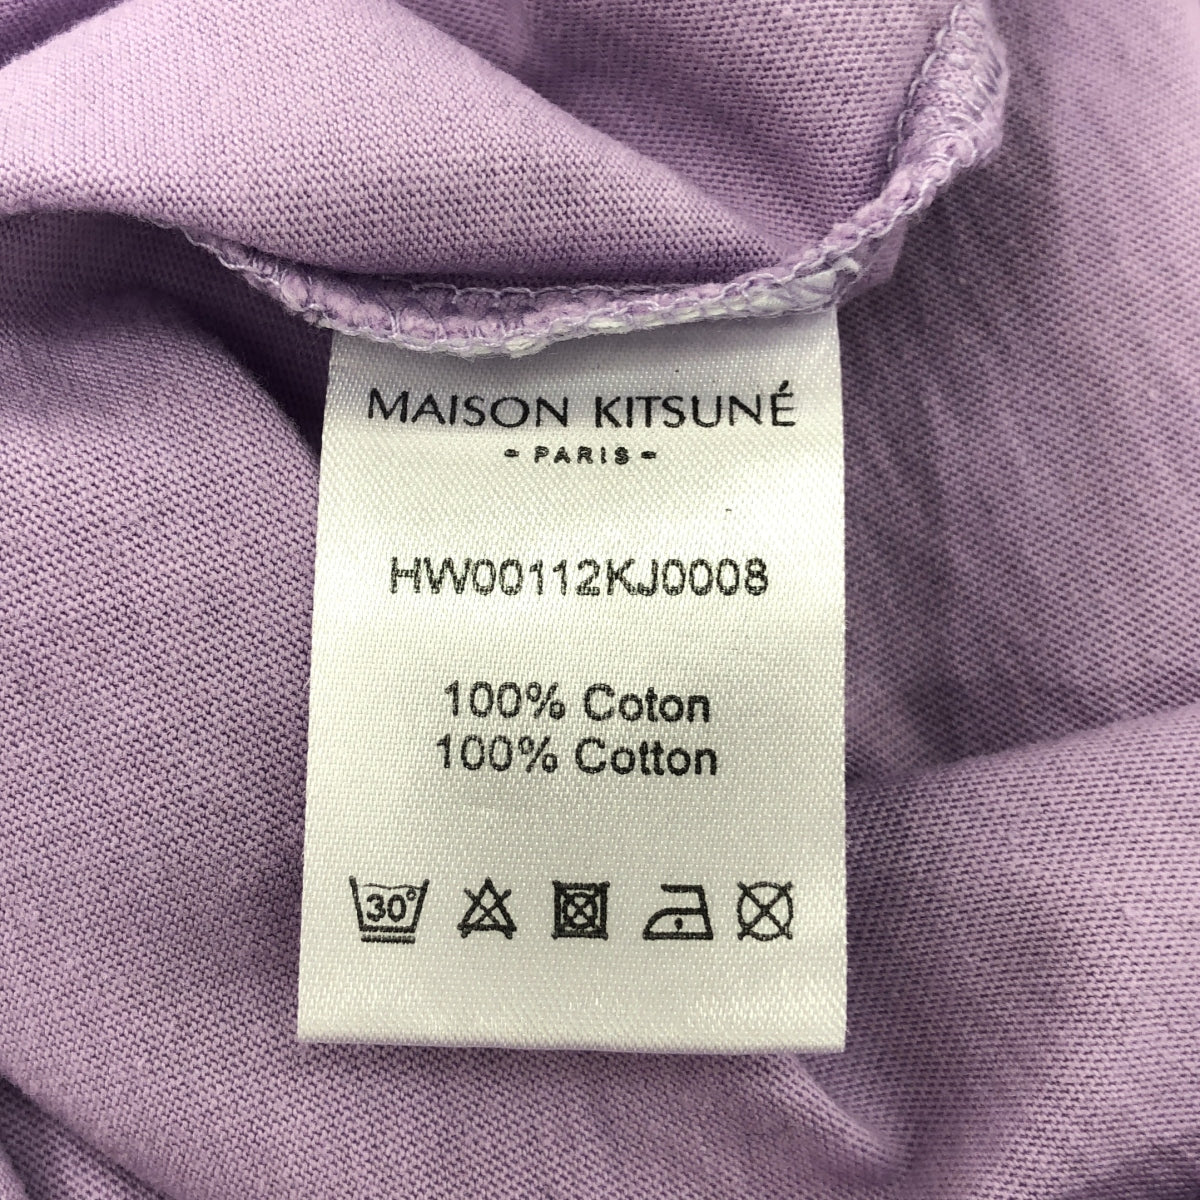 MAISON KITSUNÉ
- PARIS -
HW00112KJ0008
100% Coton
100% Cotton
30°